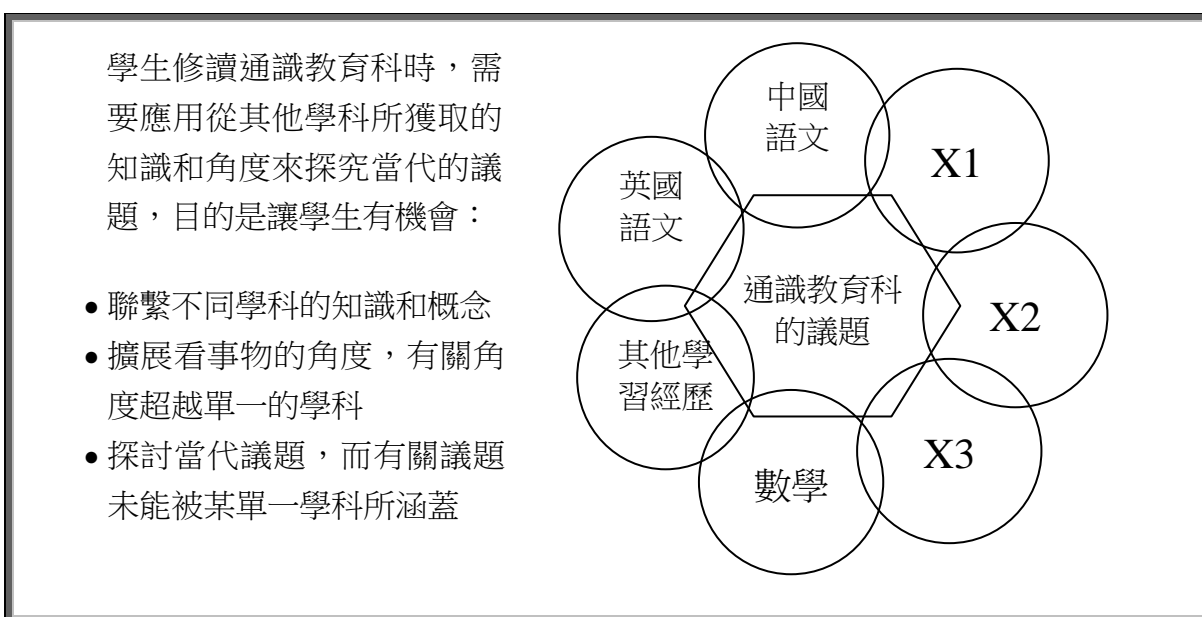 學生修讀通識教育科時，需
要應用從其他學科所獲取的
知識和角度來探究當代的議
題，目的是讓學生有機會：
• 聯繫不同學科的知識和概念
• 擴展看事物的角度，有關角
度超越單一的學科
• 探討當代議題，而有關議題
未能被某單一學科所涵蓋
中國
語文
X1
英國
語文
通識教育科
的議題
X2
其他學
習經歷
X3
數學